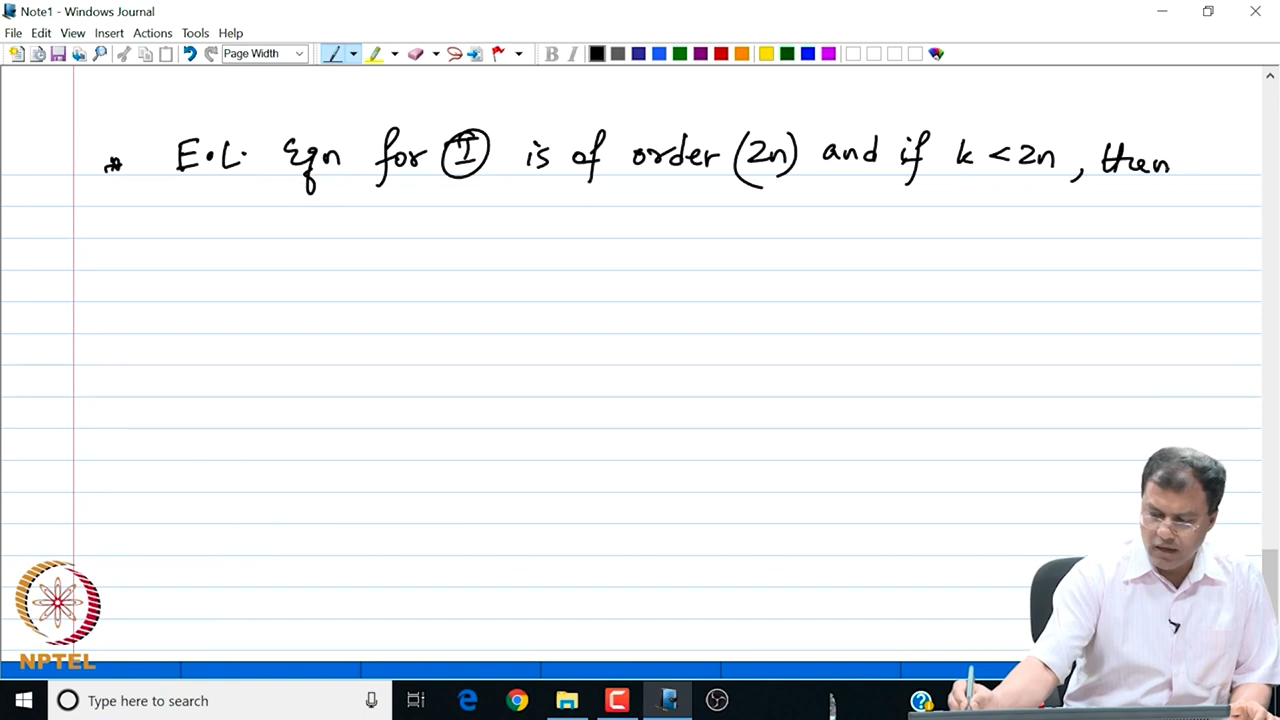 Note1 - Windows Journal
File Edit View Insert Actions Tools Help
Page Width
B I
* E.L. Eqn for (I) is of order (2n) and if k < 2n, then
NPTEL
Type here to search